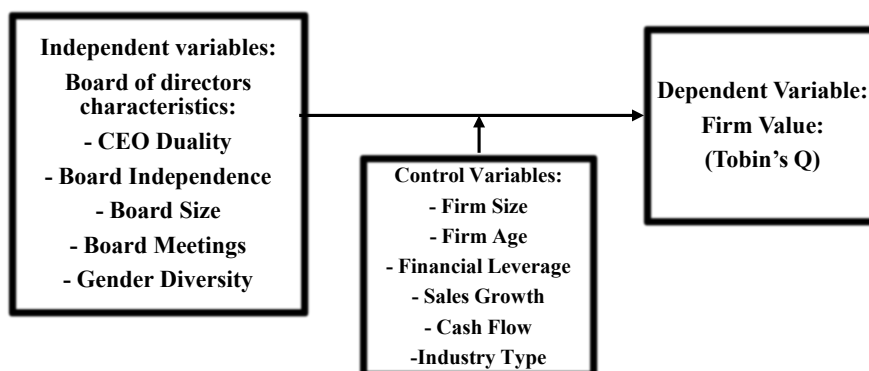 Independent variables:
Board of directors
characteristics:
- CEO Duality
- Board Independence
- Board Size
- Board Meetings
- Gender Diversity
Control Variables:
- Firm Size
- Firm Age
- Financial Leverage
- Sales Growth
- Cash Flow
-Industry Type
Dependent Variable:
Firm Value:
(Tobin’s Q)